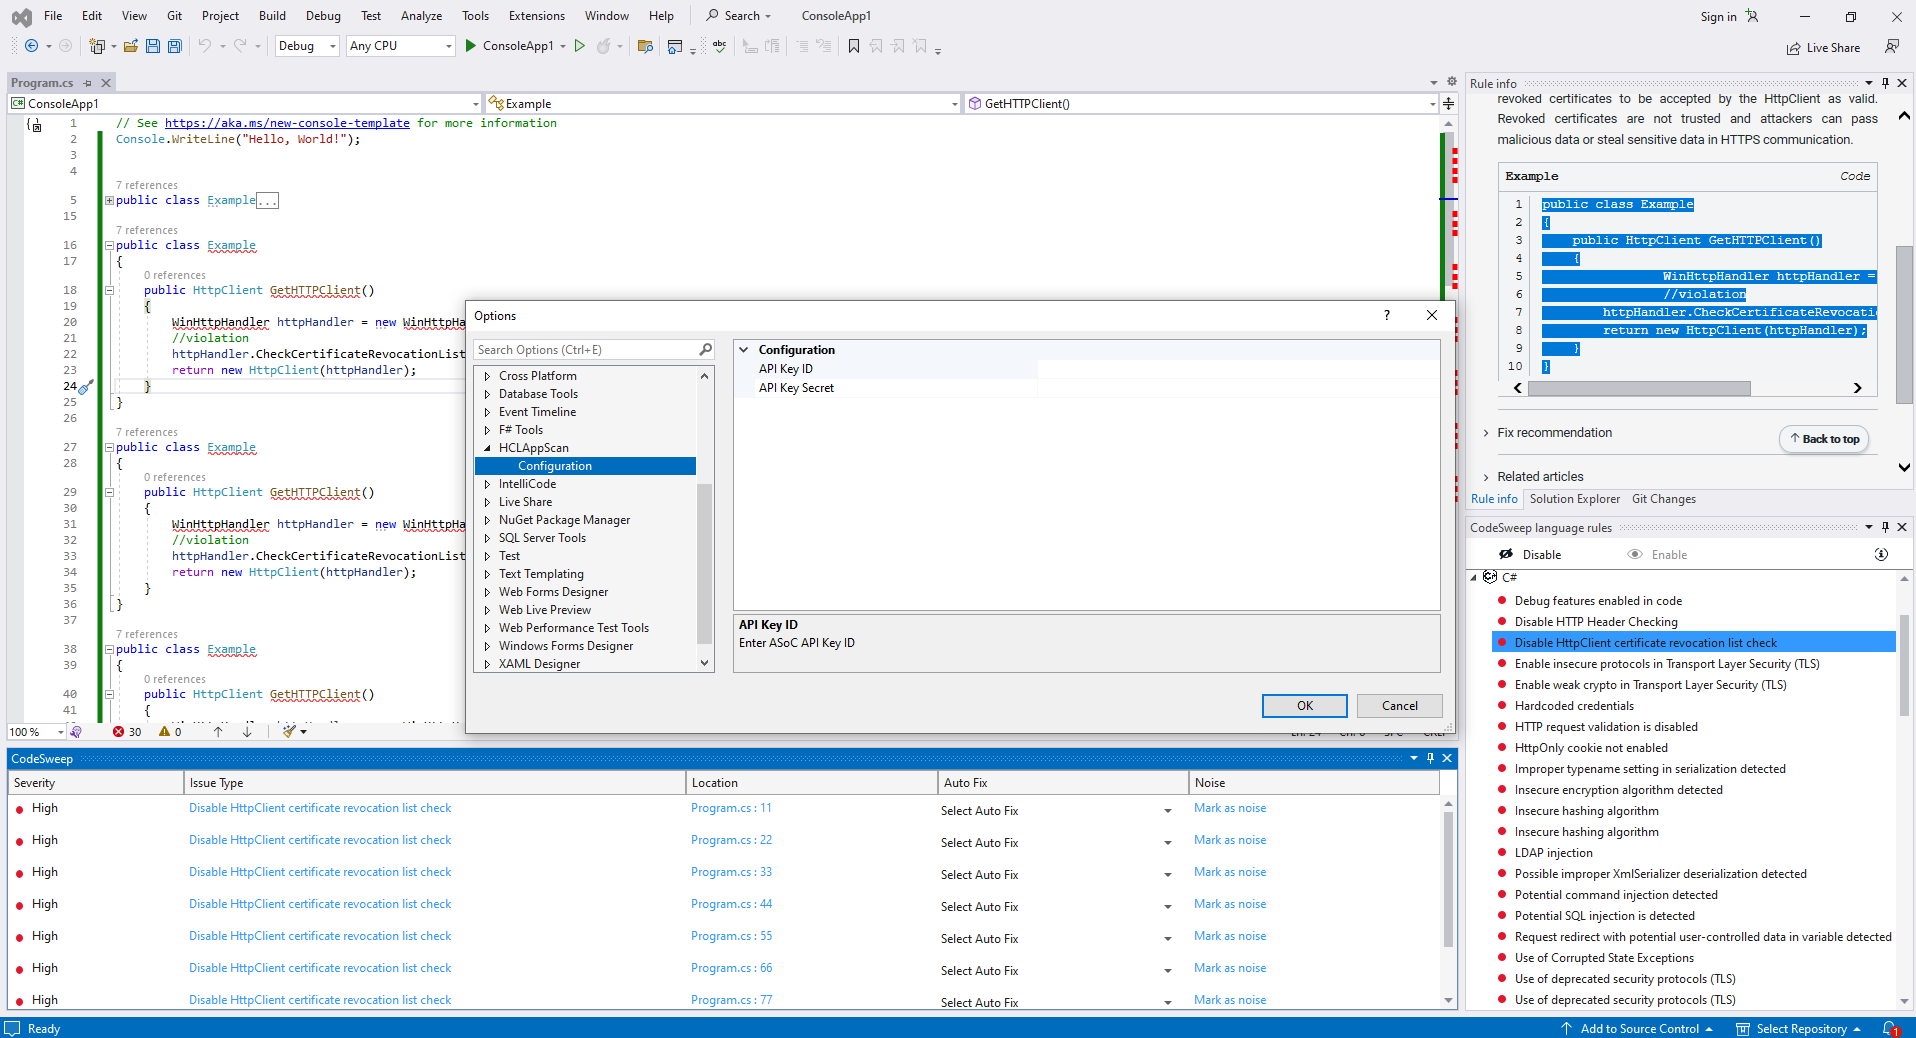 File Edit View Git Project Build Debug Test Analyze Tools Extensions Window Help Search ConsoleApp1 Sign in
Debug Any CPU ConsoleApp1 abc Live Share
Program.cs
C# ConsoleApp1 Example GetHTTPClient()
1 // See https://aka.ms/new-console-template for more information
2 Console.WriteLine("Hello, World!");
3
4
7 references
5 public class Example...
15
7 references
16 public class Example
17 {
0 references
18 public HttpClient GetHTTPClient()
19 {
20 WinHttpHandler httpHandler = new WinHttpHa
21 //violation
22 httpHandler.CheckCertificateRevocationList
23 return new HttpClient(httpHandler);
24 }
25 }
26
7 references
27 public class Example
28 {
0 references
29 public HttpClient GetHTTPClient()
30 {
31 WinHttpHandler httpHandler = new WinHttpHa
32 //violation
33 httpHandler.CheckCertificateRevocationList
34 return new HttpClient(httpHandler);
35 }
36 }
37
7 references
38 public class Example
39 {
0 references
40 public HttpClient GetHTTPClient()
41 {
100 % 30 0
Options ?
Search Options (Ctrl+E)
Cross Platform
Database Tools
Event Timeline
F# Tools
HCLAppScan
Configuration
IntelliCode
Live Share
NuGet Package Manager
SQL Server Tools
Test
Text Templating
Web Forms Designer
Web Live Preview
Web Performance Test Tools
Windows Forms Designer
XAML Designer
Configuration
API Key ID
API Key Secret
API Key ID
Enter ASoC API Key ID
OK Cancel
Rule info
revoked certificates to be accepted by the HttpClient as valid.
Revoked certificates are not trusted and attackers can pass
malicious data or steal sensitive data in HTTPS communication.
Example Code
1 public class Example
2 {
3 public HttpClient GetHTTPClient()
4 {
5 WinHttpHandler httpHandler =
6 //violation
7 httpHandler.CheckCertificateRevocati
8 return new HttpClient(httpHandler);
9 }
10 }
Fix recommendation
Back to top
Related articles
Rule info Solution Explorer Git Changes
CodeSweep language rules
Disable Enable
C#
Debug features enabled in code
Disable HTTP Header Checking
Disable HttpClient certificate revocation list check
Enable insecure protocols in Transport Layer Security (TLS)
Enable weak crypto in Transport Layer Security (TLS)
Hardcoded credentials
HTTP request validation is disabled
HttpOnly cookie not enabled
Improper typename setting in serialization detected
Insecure encryption algorithm detected
Insecure hashing algorithm
Insecure hashing algorithm
LDAP injection
Possible improper XmlSerializer deserialization detected
Potential command injection detected
Potential SQL injection is detected
Request redirect with potential user-controlled data in variable detected
Use of Corrupted State Exceptions
Use of deprecated security protocols (TLS)
Use of deprecated security protocols (TLS)
CodeSweep
Severity Issue Type Location Auto Fix Noise
High Disable HttpClient certificate revocation list check Program.cs : 11 Select Auto Fix Mark as noise
High Disable HttpClient certificate revocation list check Program.cs : 22 Select Auto Fix Mark as noise
High Disable HttpClient certificate revocation list check Program.cs : 33 Select Auto Fix Mark as noise
High Disable HttpClient certificate revocation list check Program.cs : 44 Select Auto Fix Mark as noise
High Disable HttpClient certificate revocation list check Program.cs : 55 Select Auto Fix Mark as noise
High Disable HttpClient certificate revocation list check Program.cs : 66 Select Auto Fix Mark as noise
High Disable HttpClient certificate revocation list check Program.cs : 77 Select Auto Fix Mark as noise
Ready Add to Source Control Select Repository 1